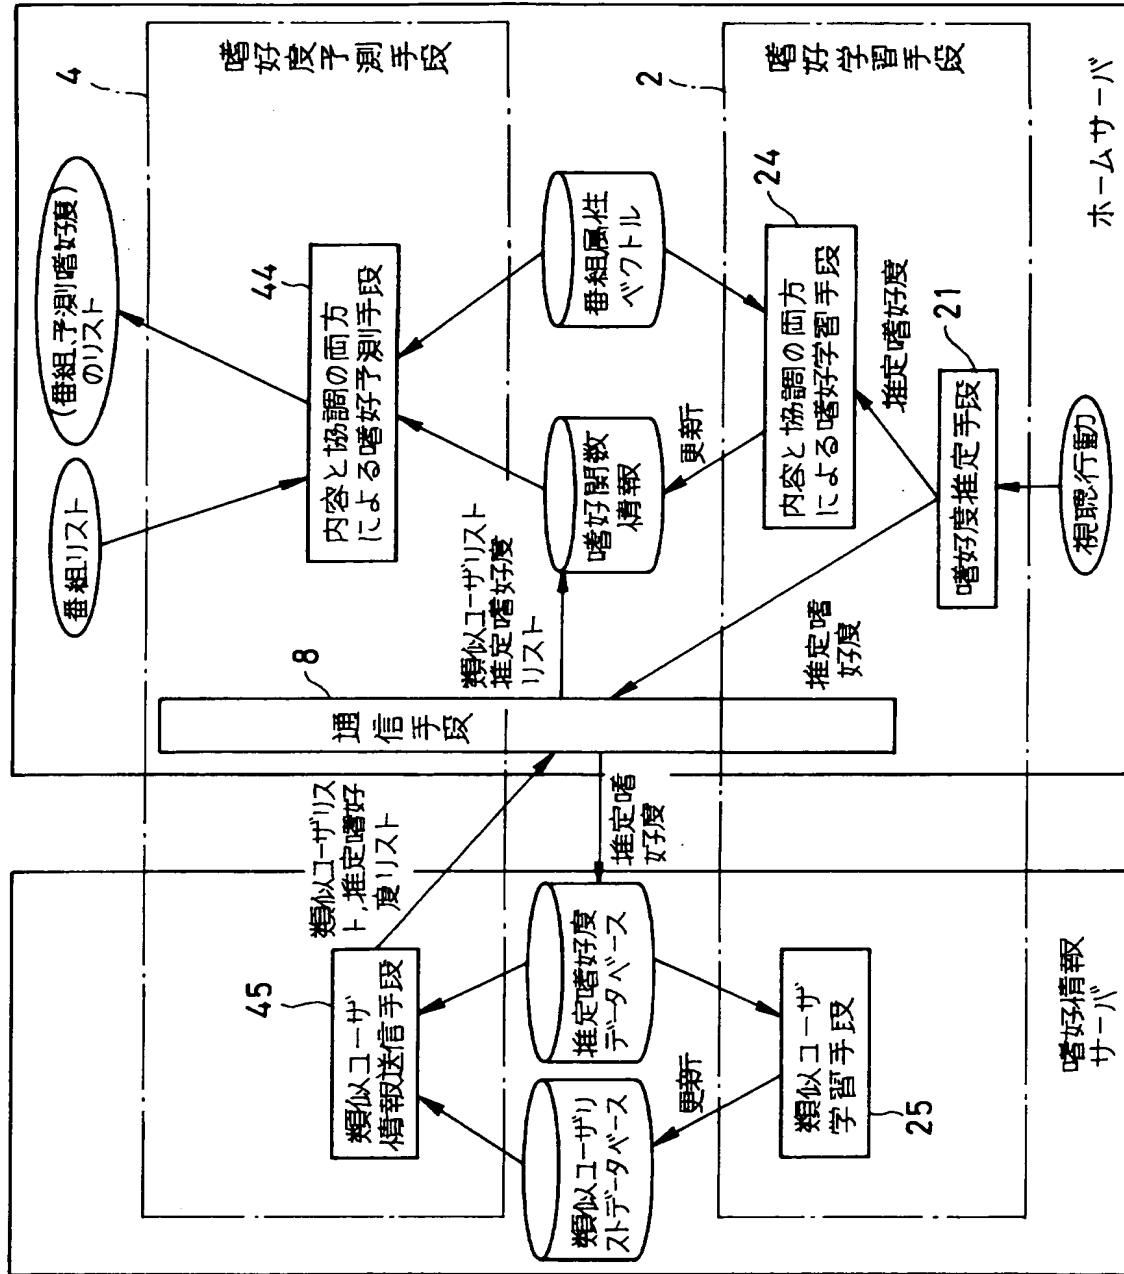 番組リスト
(番組、予測嗜好度)
のリスト
4
嗜好度予測手段
44
内容と協調の両方
による嗜好予測手段
8
通信手段
類似ユーザリスト
推定嗜好度
リスト
嗜好関数
情報
番組属性
ベクトル
更新
24
内容と協調の両方
による嗜好学習手段
2
嗜好学習手段
推定嗜好度
推定嗜
好度
21
嗜好度推定手段
視聴行動
ホームサーバ
45
類似ユーザ
情報送信手段
類似ユーザリス
ト,推定嗜好
度リスト
推定嗜
好度
類似ユーザリ
ストデータベース
推定嗜好度
データベース
更新
類似ユーザ
学習手段
25
嗜好情報
サーバ